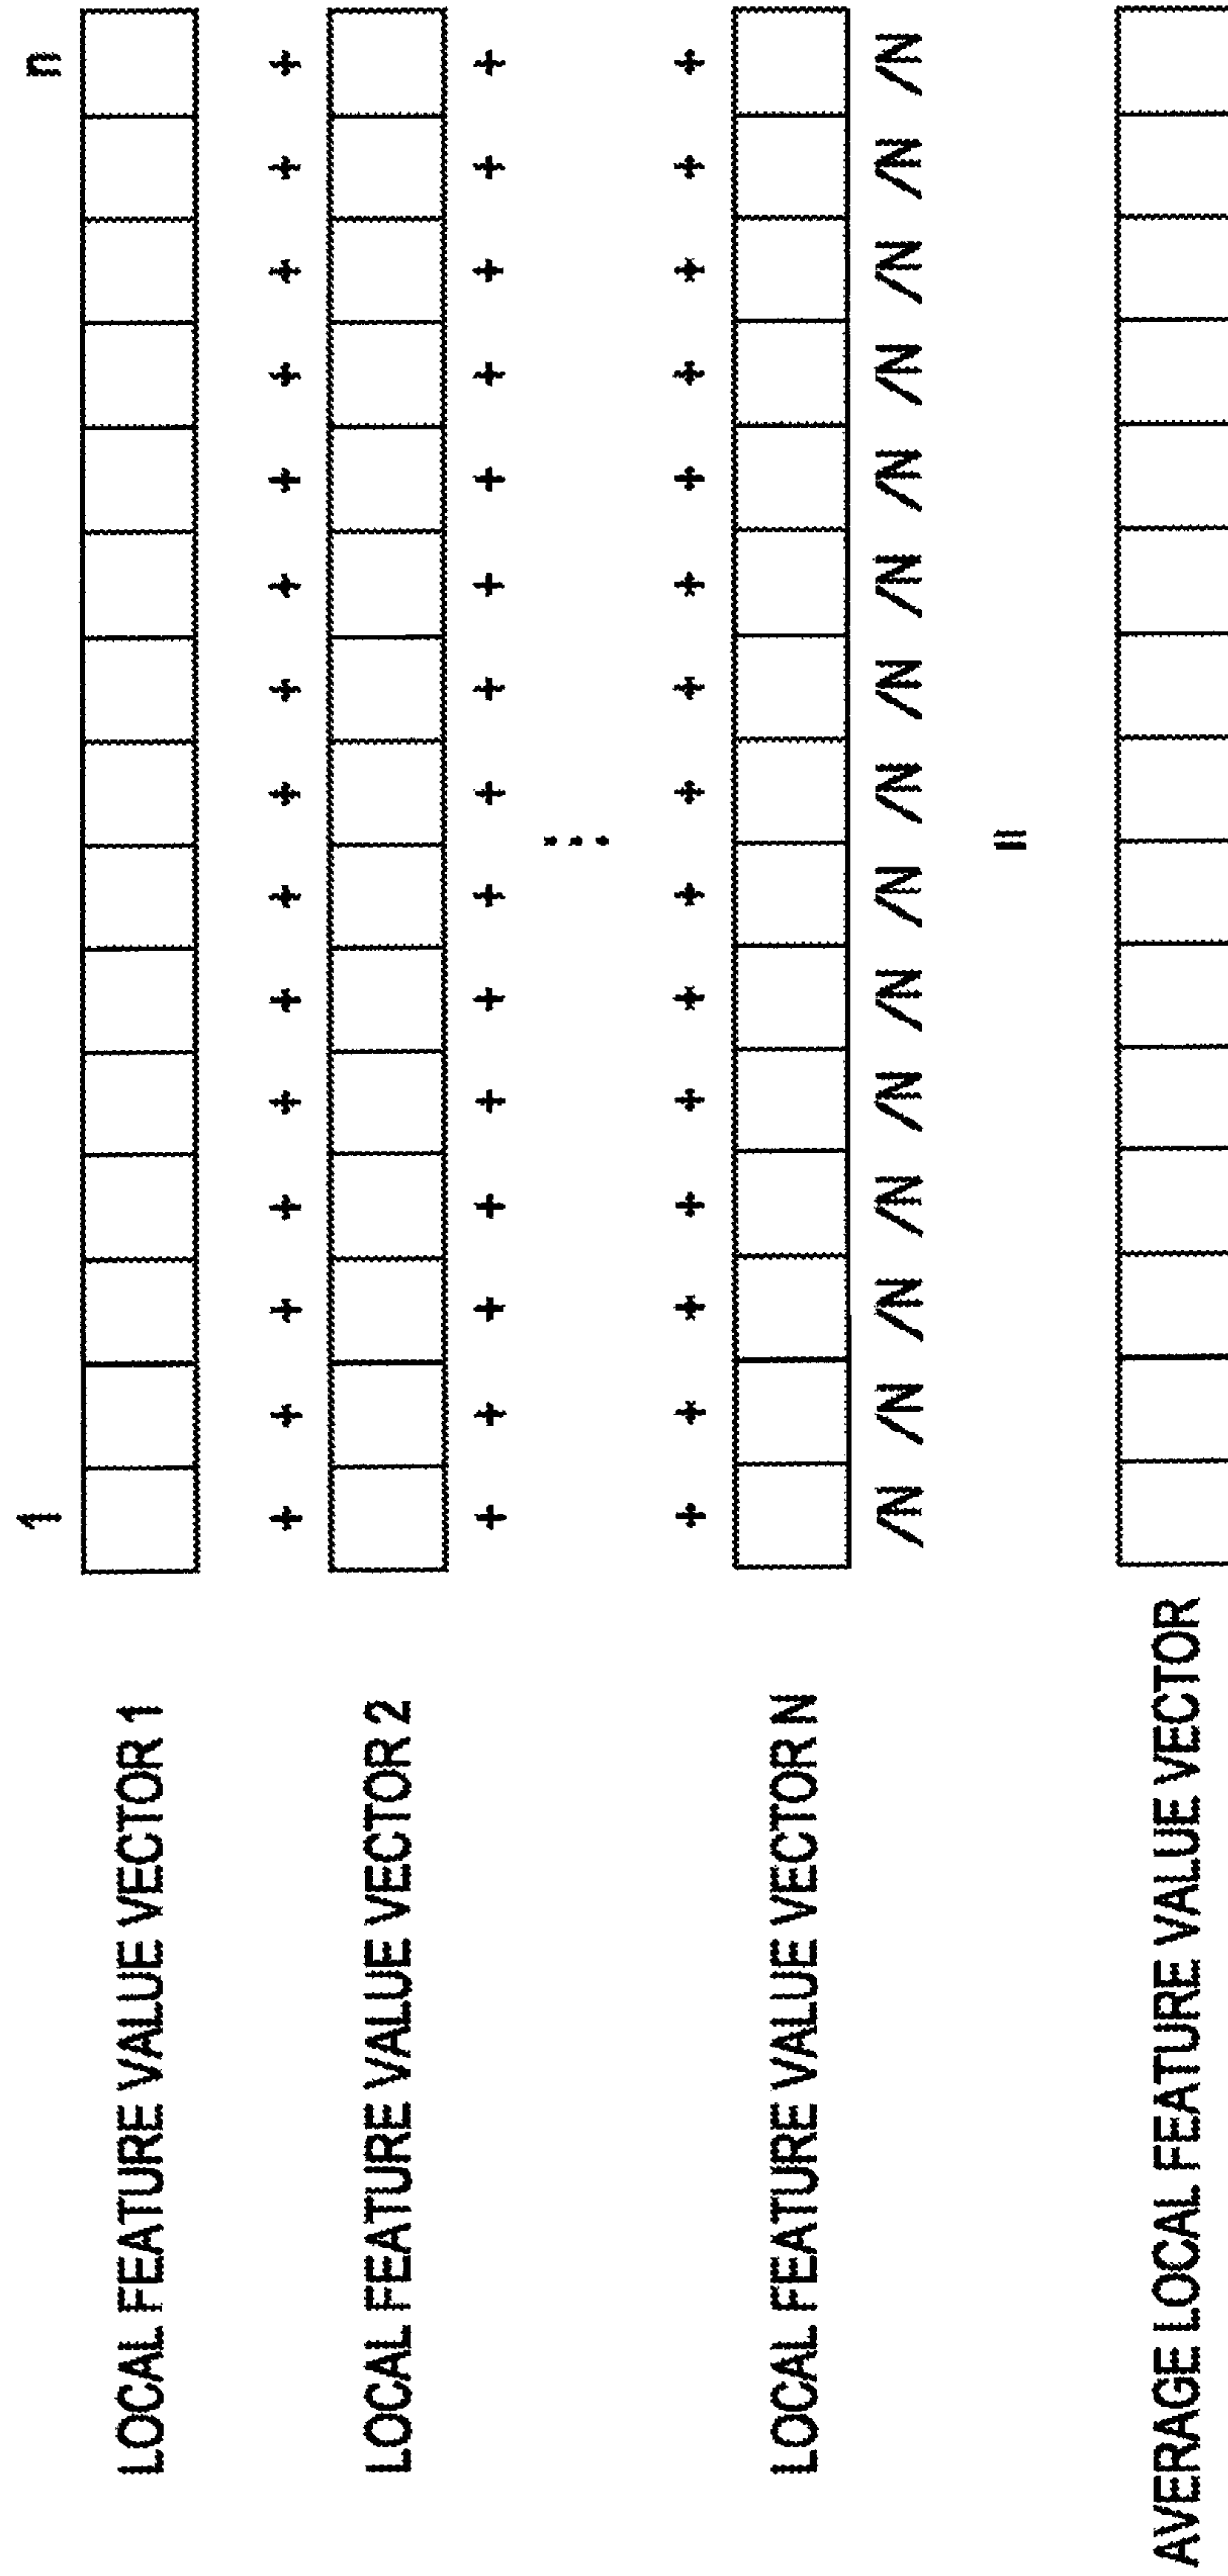 1 n
LOCAL FEATURE VALUE VECTOR 1
+ + + + + + + + + + + + + + +
LOCAL FEATURE VALUE VECTOR 2
+ + + + + + + + + + + + + + +
⋮
+ + + + + + + + + + + + + + +
LOCAL FEATURE VALUE VECTOR N
/N /N /N /N /N /N /N /N /N /N /N /N /N /N /N
=
AVERAGE LOCAL FEATURE VALUE VECTOR